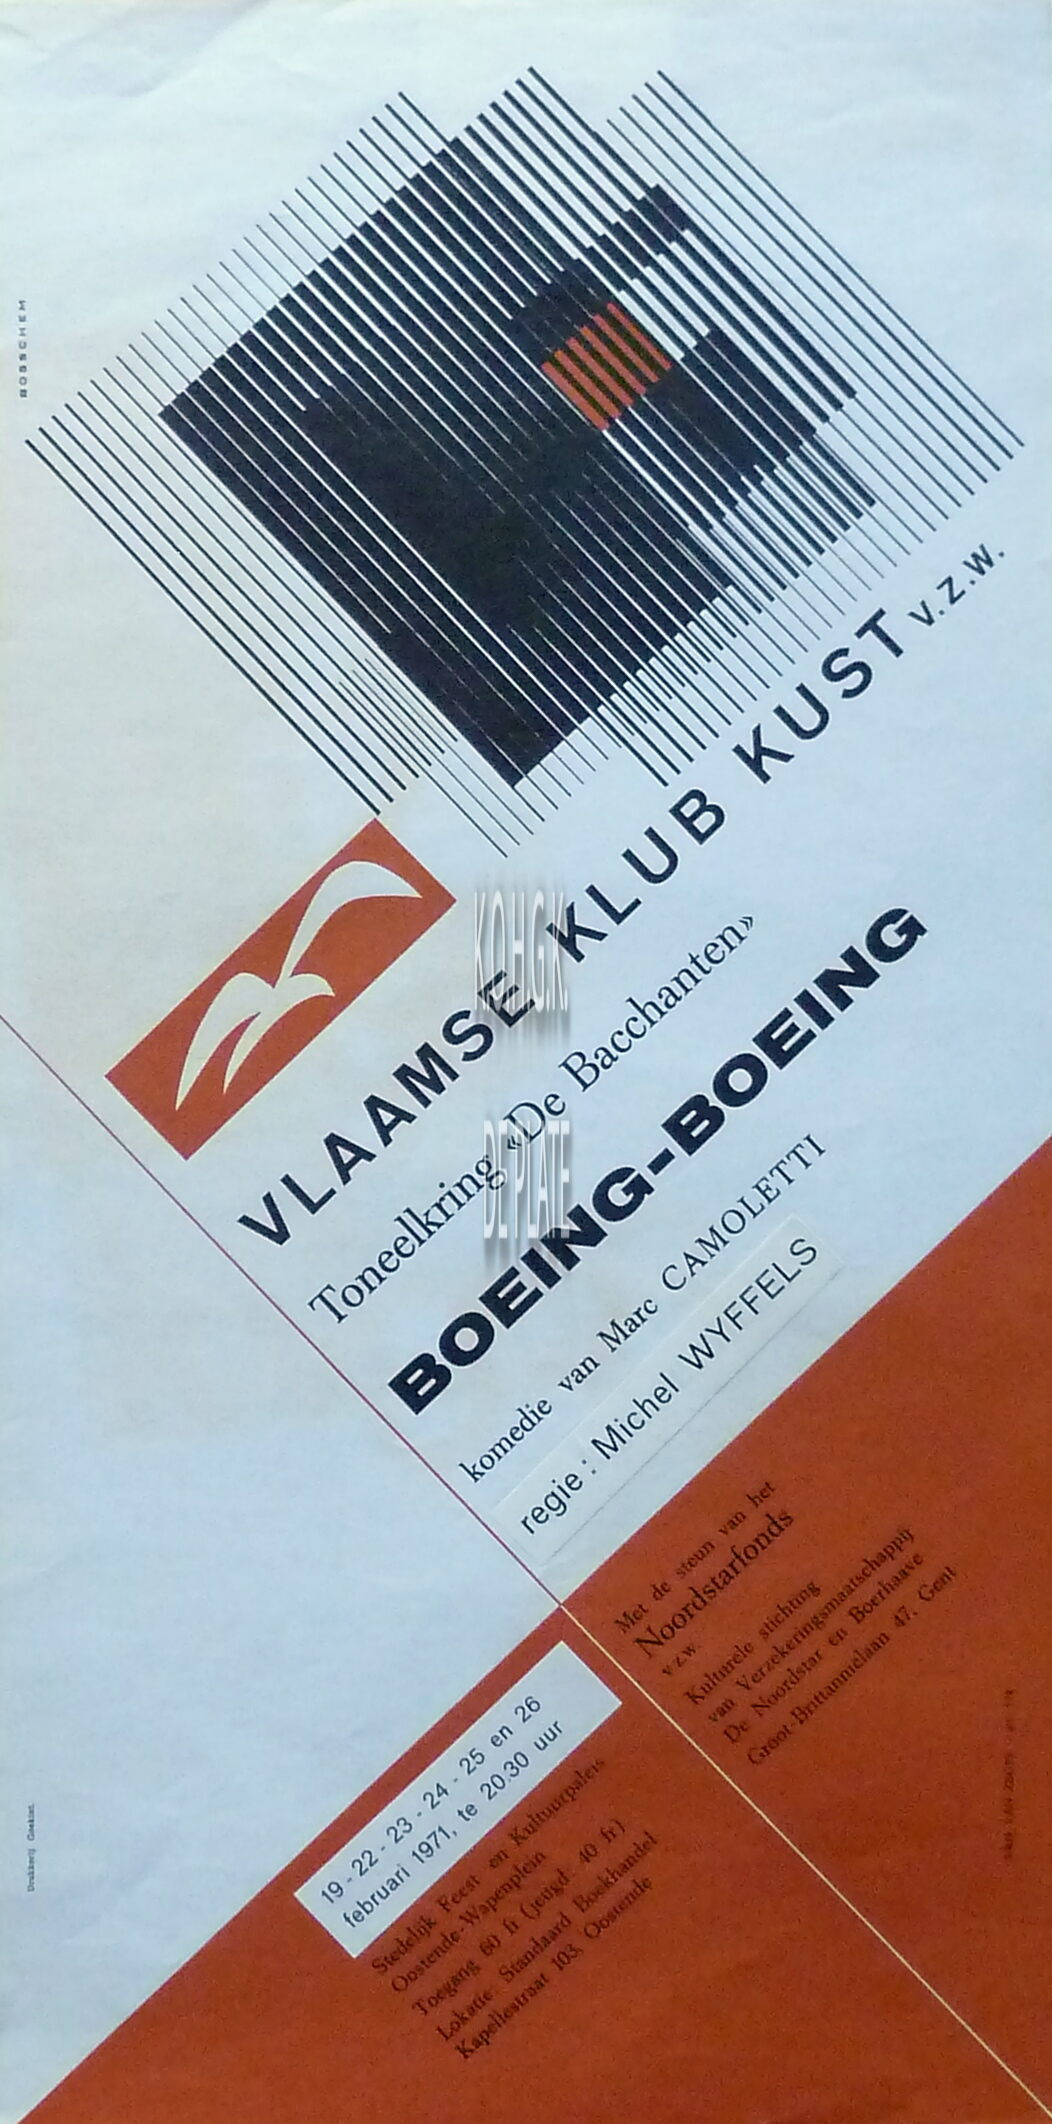 BOSSCHEM
VLAAMSE KLUB KUST v.z.w.
Toneelkring «De Bacchanten»
BOEING-BOEING
komedie van Marc CAMOLETTI
regie : Michel WYFFELS
KOHG.K.
DE PLATE
Met de steun van het
Noordstarfonds
v.z.w.
Kulturele stichting
van Verzekeringsmaatschappij
De Noordstar en Boerhaave
Groot-Brittanniëlaan 47, Gent
19 - 22 - 23 - 24 - 25 en 26
februari 1971, te 20.30 uur
Stedelijk Feest en Kultuurpaleis
Oostende-Wapenplein
Toegang 60 fr (jeugd 40 fr)
Lokatie Standaard Boekhandel
Kapellestraat 103, Oostende
Drukkerij